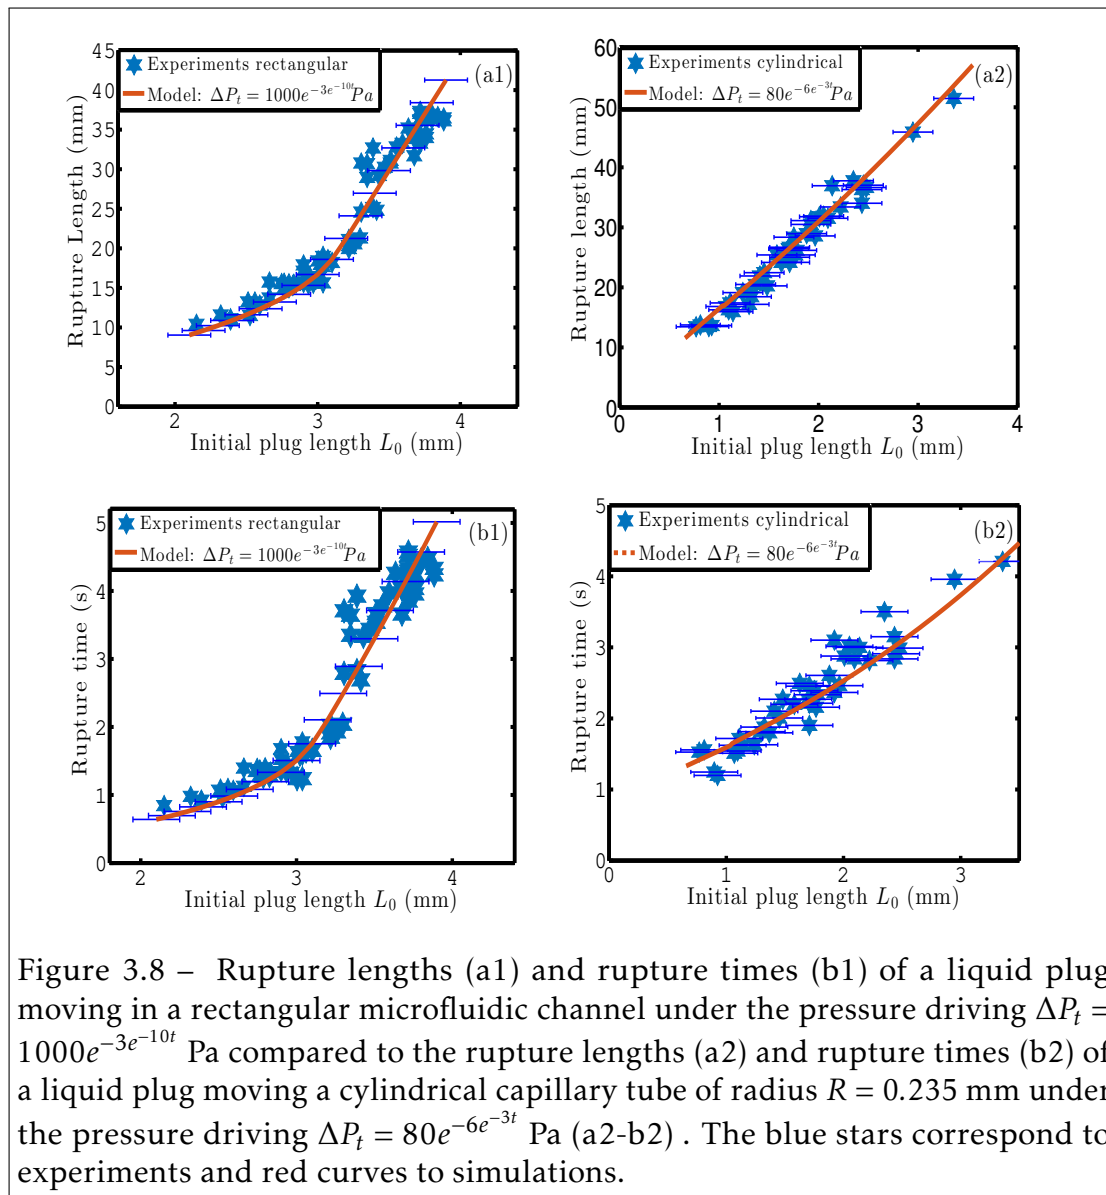 45
40
35
30
25
20
15
10
5
0
Rupture Length (mm)
Experiments rectangular
Model: ΔP_t = 1000e^{-3e^{-10t}}Pa
(a1)
2 3 4
Initial plug length L_0 (mm)
60
50
40
30
20
10
0
Rupture length (mm)
Experiments cylindrical
Model: ΔP_t = 80e^{-6e^{-3t}}Pa
(a2)
0 1 2 3 4
Initial plug length L_0 (mm)
5
4
3
2
1
0
Rupture time (s)
Experiments rectangular
Model: ΔP_t = 1000e^{-3e^{-10t}}Pa
(b1)
2 3 4
Initial plug length L_0 (mm)
5
4
3
2
1
0
Rupture time (s)
Experiments cylindrical
Model: ΔP_t = 80e^{-6e^{-3t}}Pa
(b2)
0 1 2 3
Initial plug length L_0 (mm)
Figure 3.8 – Rupture lengths (a1) and rupture times (b1) of a liquid plug
moving in a rectangular microfluidic channel under the pressure driving ΔP_t =
1000e^{-3e^{-10t}} Pa compared to the rupture lengths (a2) and rupture times (b2) of
a liquid plug moving a cylindrical capillary tube of radius R = 0.235 mm under
the pressure driving ΔP_t = 80e^{-6e^{-3t}} Pa (a2-b2) . The blue stars correspond to
experiments and red curves to simulations.